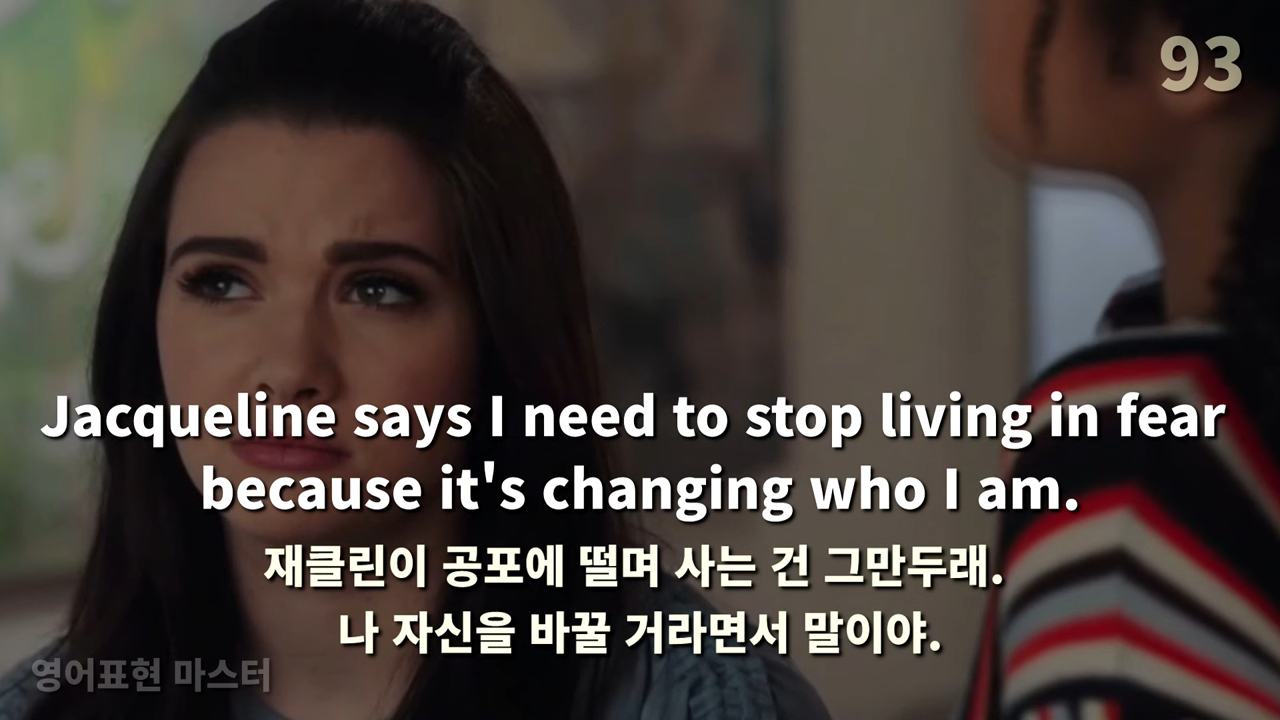 93
Jacqueline says I need to stop living in fear
because it's changing who I am.
재클린이 공포에 떨며 사는 건 그만두래.
나 자신을 바꿀 거라면서 말이야.
영어표현 마스터